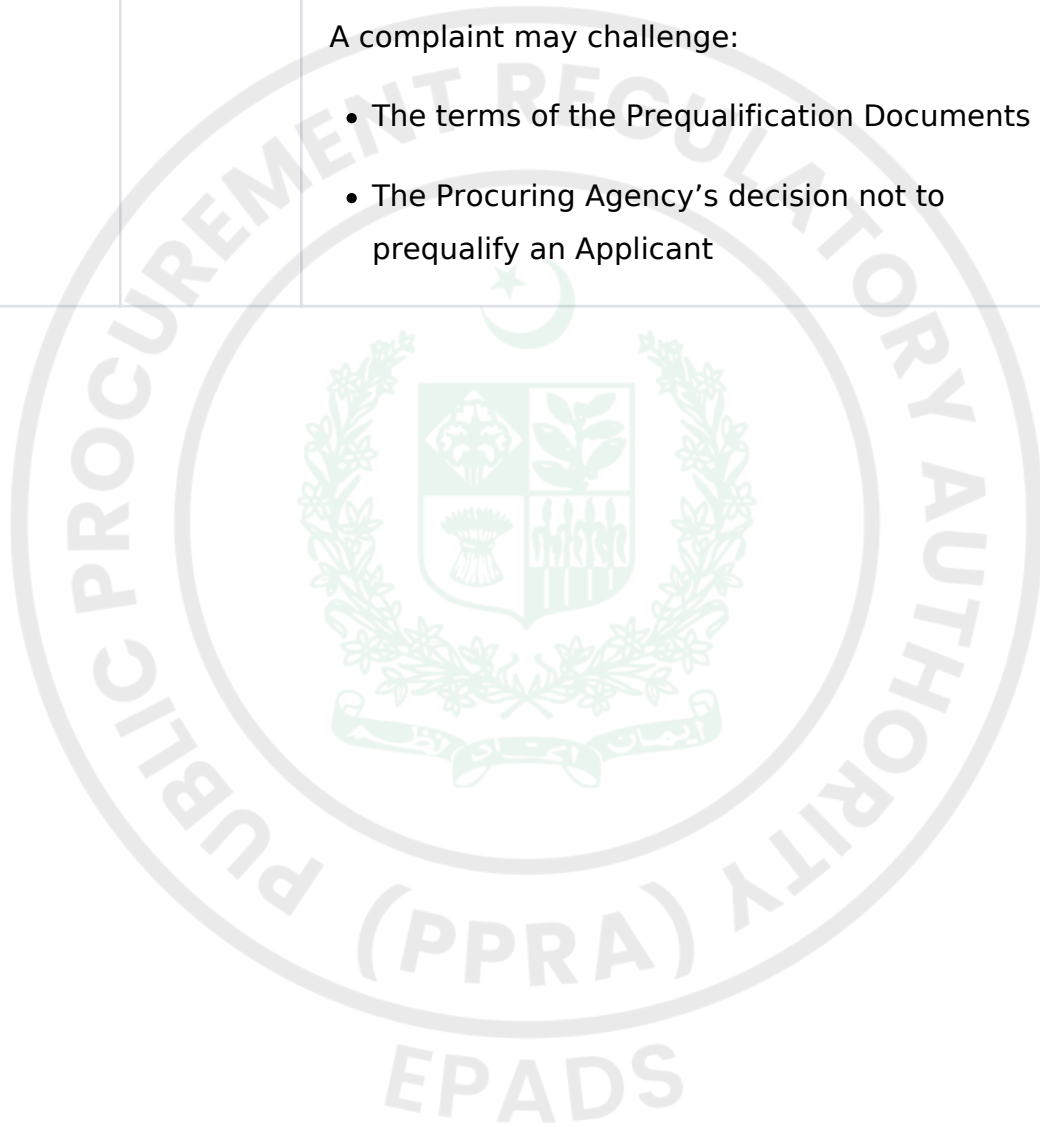 A complaint may challenge:
• The terms of the Prequalification Documents
• The Procuring Agency’s decision not to
prequalify an Applicant
PUBLIC PROCUREMENT REGULATORY AUTHORITY
(PPRA)
EPADS